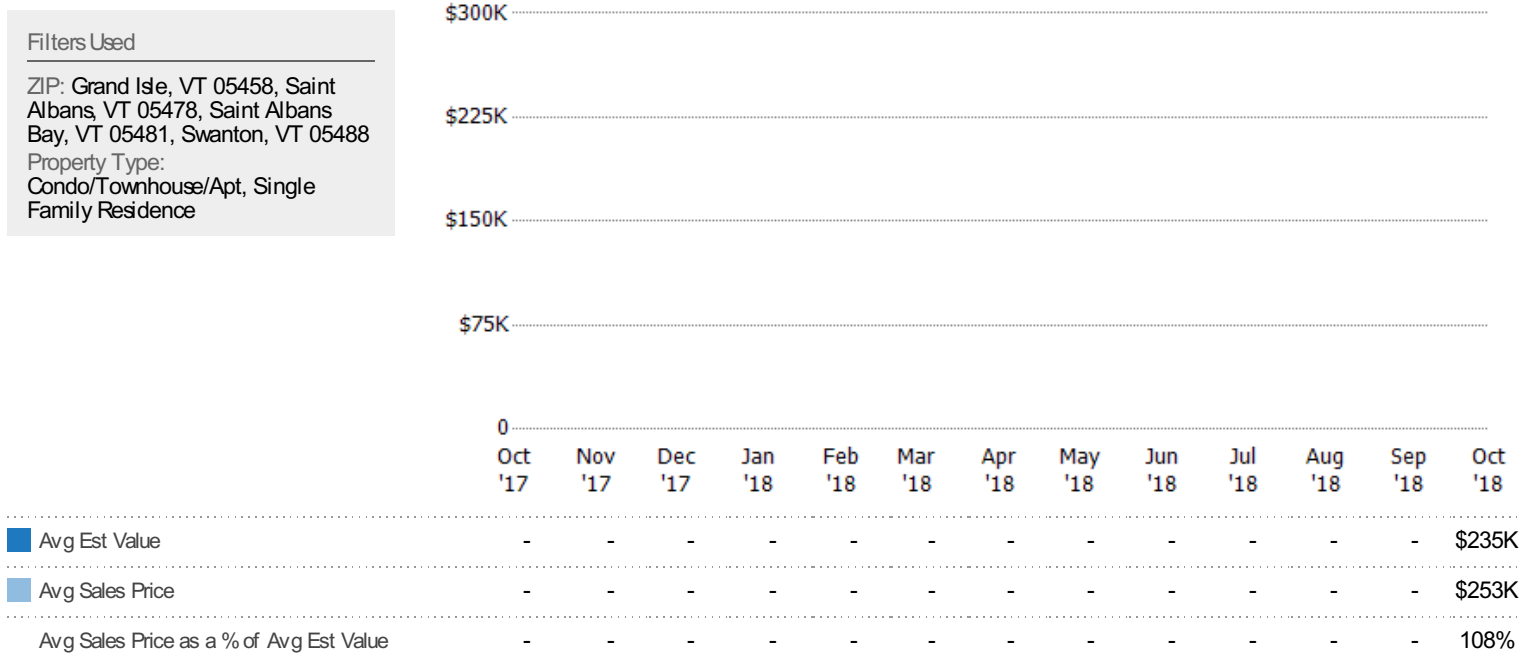 Filters Used
ZIP: Grand Isle, VT 05458, Saint
Albans, VT 05478, Saint Albans
Bay, VT 05481, Swanton, VT 05488
Property Type:
Condo/Townhouse/Apt, Single
Family Residence
$300K
$225K
$150K
$75K
0
Oct Nov Dec Jan Feb Mar Apr May Jun Jul Aug Sep Oct
'17 '17 '17 '18 '18 '18 '18 '18 '18 '18 '18 '18 '18
Avg Est Value - - - - - - - - - - - - $235K
Avg Sales Price - - - - - - - - - - - - $253K
Avg Sales Price as a % of Avg Est Value - - - - - - - - - - - - 108%